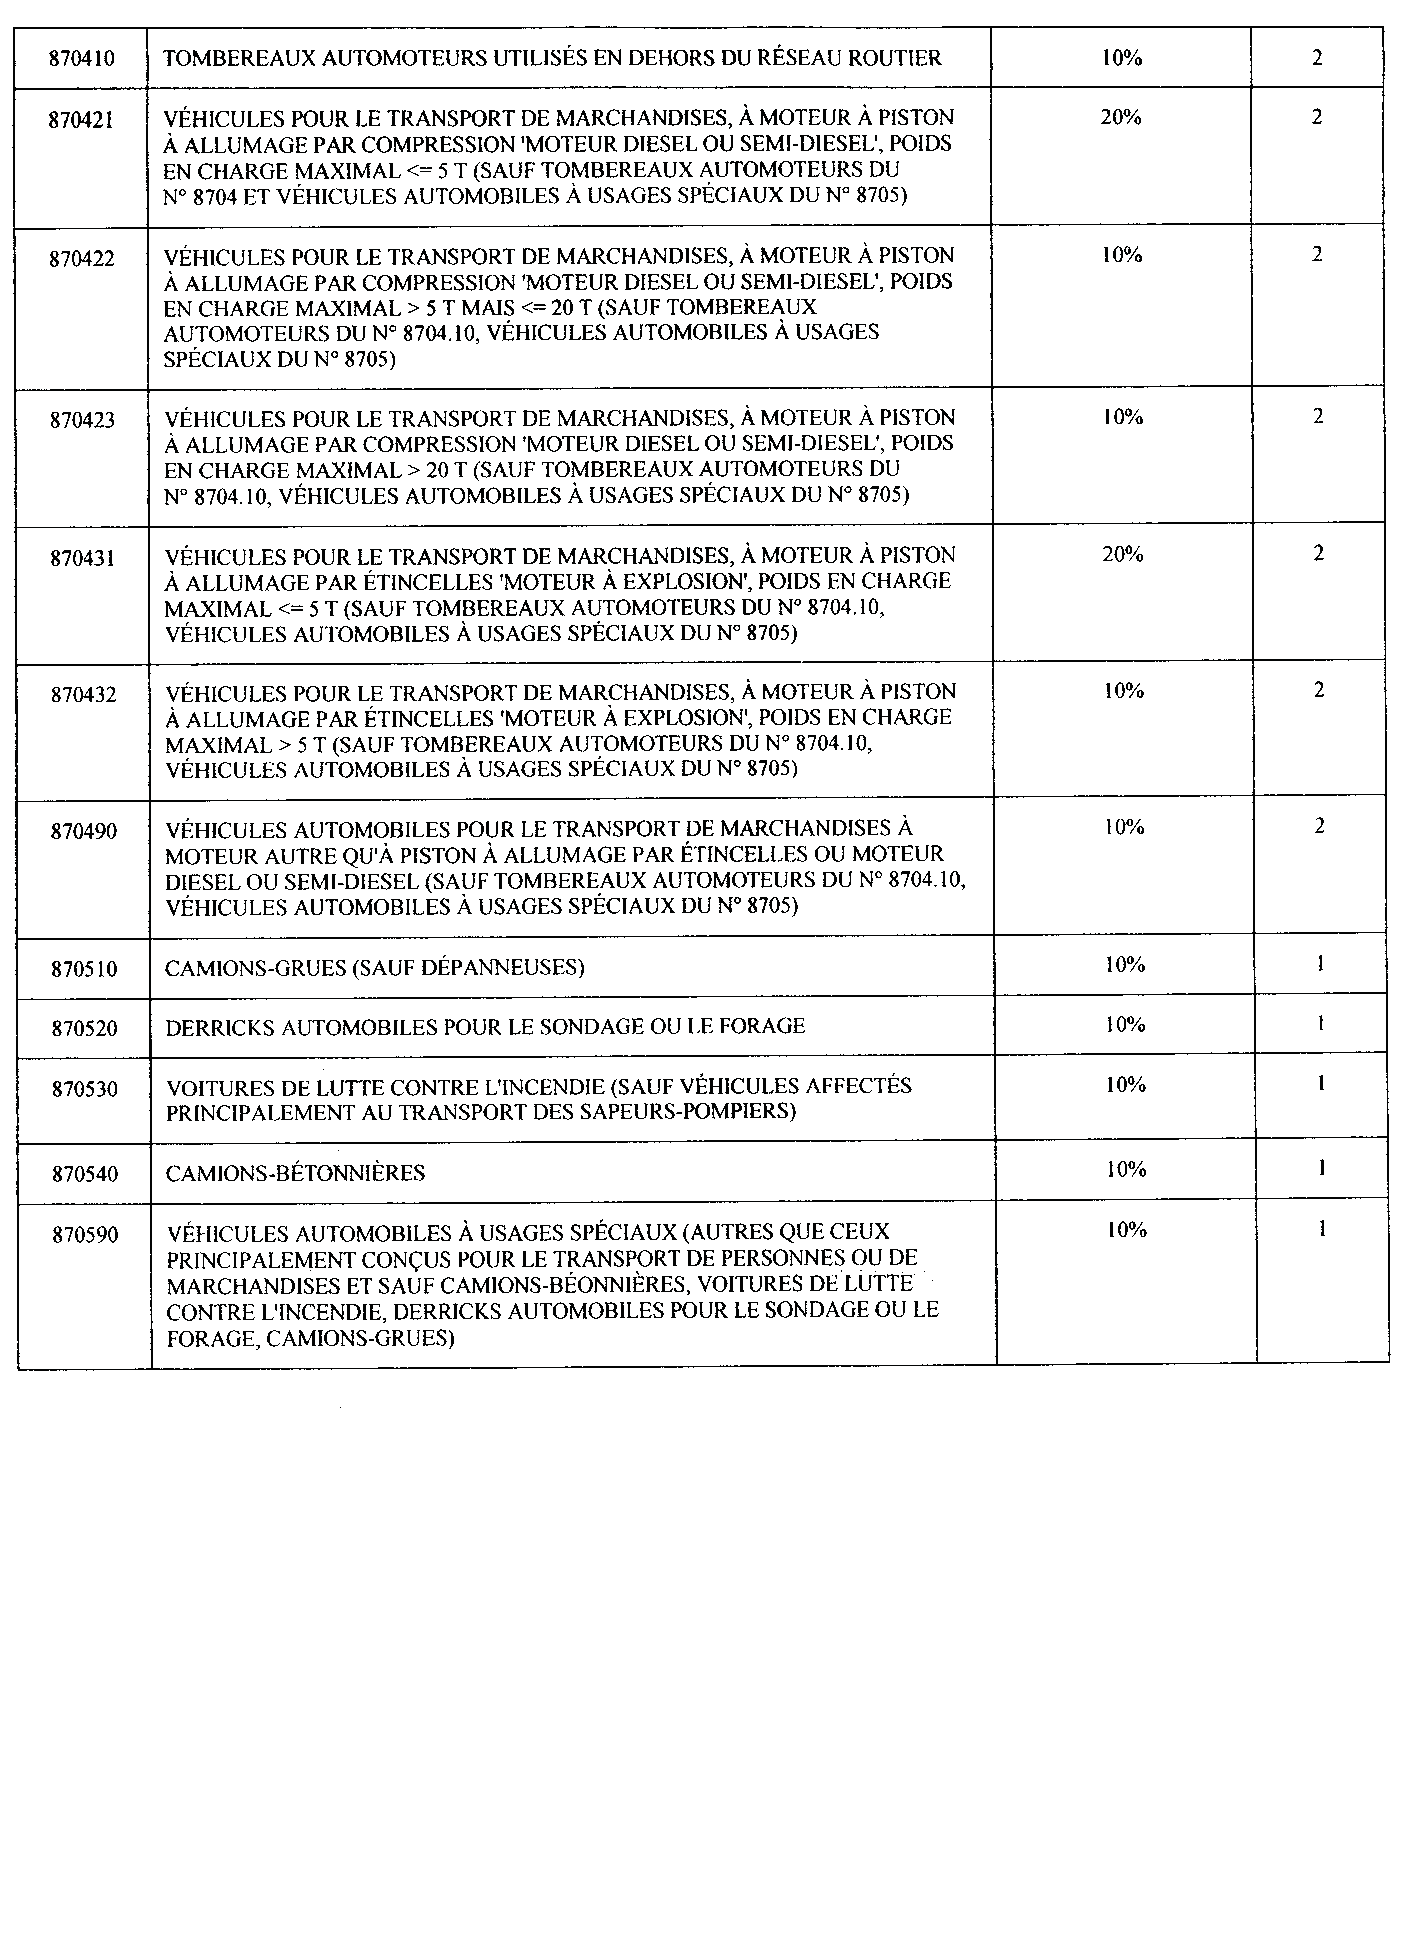 870410 TOMBEREAUX AUTOMOTEURS UTILISÉS EN DEHORS DU RÉSEAU ROUTIER 10% 2
870421 VÉHICULES POUR LE TRANSPORT DE MARCHANDISES, À MOTEUR À PISTON 20% 2
À ALLUMAGE PAR COMPRESSION 'MOTEUR DIESEL OU SEMI-DIESEL', POIDS
EN CHARGE MAXIMAL <= 5 T (SAUF TOMBEREAUX AUTOMOTEURS DU
N° 8704 ET VÉHICULES AUTOMOBILES À USAGES SPÉCIAUX DU N° 8705)
870422 VÉHICULES POUR LE TRANSPORT DE MARCHANDISES, À MOTEUR À PISTON 10% 2
À ALLUMAGE PAR COMPRESSION 'MOTEUR DIESEL OU SEMI-DIESEL', POIDS
EN CHARGE MAXIMAL > 5 T MAIS <= 20 T (SAUF TOMBEREAUX
AUTOMOTEURS DU N° 8704.10, VÉHICULES AUTOMOBILES À USAGES
SPÉCIAUX DU N° 8705)
870423 VÉHICULES POUR LE TRANSPORT DE MARCHANDISES, À MOTEUR À PISTON 10% 2
À ALLUMAGE PAR COMPRESSION 'MOTEUR DIESEL OU SEMI-DIESEL', POIDS
EN CHARGE MAXIMAL > 20 T (SAUF TOMBEREAUX AUTOMOTEURS DU
N° 8704.10, VÉHICULES AUTOMOBILES À USAGES SPÉCIAUX DU N° 8705)
870431 VÉHICULES POUR LE TRANSPORT DE MARCHANDISES, À MOTEUR À PISTON 20% 2
À ALLUMAGE PAR ÉTINCELLES 'MOTEUR À EXPLOSION', POIDS EN CHARGE
MAXIMAL <= 5 T (SAUF TOMBEREAUX AUTOMOTEURS DU N° 8704.10,
VÉHICULES AUTOMOBILES À USAGES SPÉCIAUX DU N° 8705)
870432 VÉHICULES POUR LE TRANSPORT DE MARCHANDISES, À MOTEUR À PISTON 10% 2
À ALLUMAGE PAR ÉTINCELLES 'MOTEUR À EXPLOSION', POIDS EN CHARGE
MAXIMAL > 5 T (SAUF TOMBEREAUX AUTOMOTEURS DU N° 8704.10,
VÉHICULES AUTOMOBILES À USAGES SPÉCIAUX DU N° 8705)
870490 VÉHICULES AUTOMOBILES POUR LE TRANSPORT DE MARCHANDISES À 10% 2
MOTEUR AUTRE QU'À PISTON À ALLUMAGE PAR ÉTINCELLES OU MOTEUR
DIESEL OU SEMI-DIESEL (SAUF TOMBEREAUX AUTOMOTEURS DU N° 8704.10,
VÉHICULES AUTOMOBILES À USAGES SPÉCIAUX DU N° 8705)
870510 CAMIONS-GRUES (SAUF DÉPANNEUSES) 10% 1
870520 DERRICKS AUTOMOBILES POUR LE SONDAGE OU LE FORAGE 10% 1
870530 VOITURES DE LUTTE CONTRE L'INCENDIE (SAUF VÉHICULES AFFECTÉS 10% 1
PRINCIPALEMENT AU TRANSPORT DES SAPEURS-POMPIERS)
870540 CAMIONS-BÉTONNIÈRES 10% 1
870590 VÉHICULES AUTOMOBILES À USAGES SPÉCIAUX (AUTRES QUE CEUX 10% 1
PRINCIPALEMENT CONÇUS POUR LE TRANSPORT DE PERSONNES OU DE
MARCHANDISES ET SAUF CAMIONS-BÉONNIÈRES, VOITURES DE LUTTE
CONTRE L'INCENDIE, DERRICKS AUTOMOBILES POUR LE SONDAGE OU LE
FORAGE, CAMIONS-GRUES)